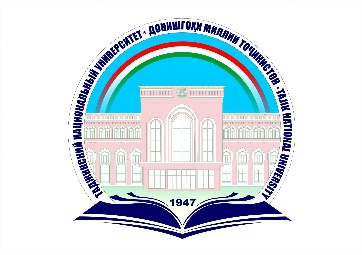 ТАДЖИКСКИЙ НАЦИОНАЛЬНЫЙ УНИВЕРСИТЕТ · ДОНИШГОҲИ МИЛЛИИ ТОҶИКИСТОН · TAJIK NATIONAL UNIVERSITY
1947